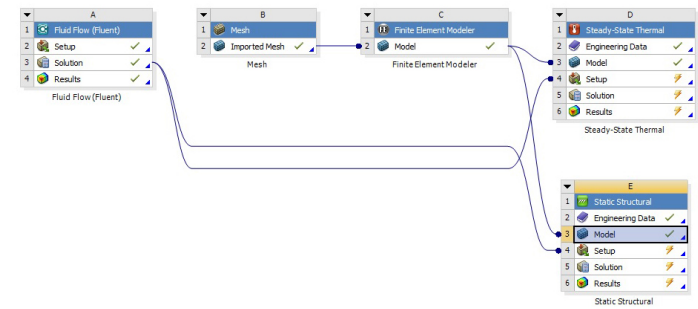 A
1 Fluid Flow (Fluent)
2 Setup
3 Solution
4 Results
Fluid Flow (Fluent)
B
1 Mesh
2 Imported Mesh
Mesh
C
1 Finite Element Modeler
2 Model
Finite Element Modeler
D
1 Steady-State Thermal
2 Engineering Data
3 Model
4 Setup
5 Solution
6 Results
Steady-State Thermal
E
1 Static Structural
2 Engineering Data
3 Model
4 Setup
5 Solution
6 Results
Static Structural